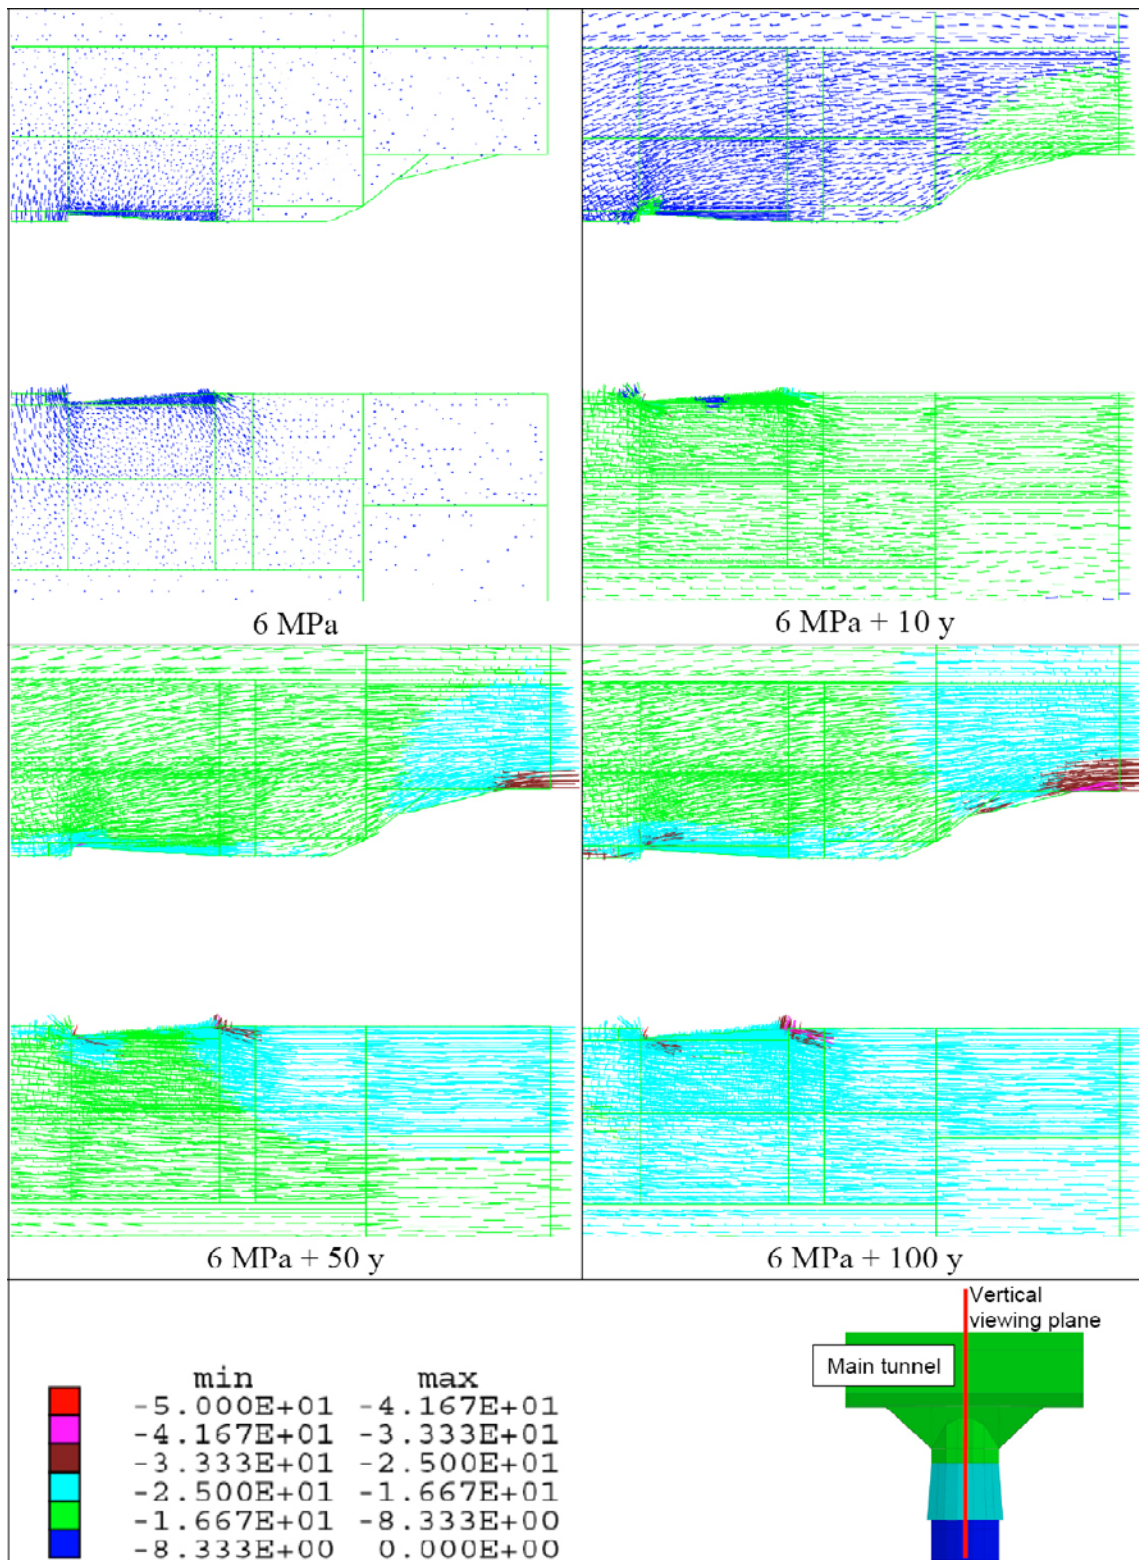 6 MPa
6 MPa + 10 y
6 MPa + 50 y
6 MPa + 100 y
min max
-5.000E+01 -4.167E+01
-4.167E+01 -3.333E+01
-3.333E+01 -2.500E+01
-2.500E+01 -1.667E+01
-1.667E+01 -8.333E+00
-8.333E+00 0.000E+00
Vertical
viewing plane
Main tunnel